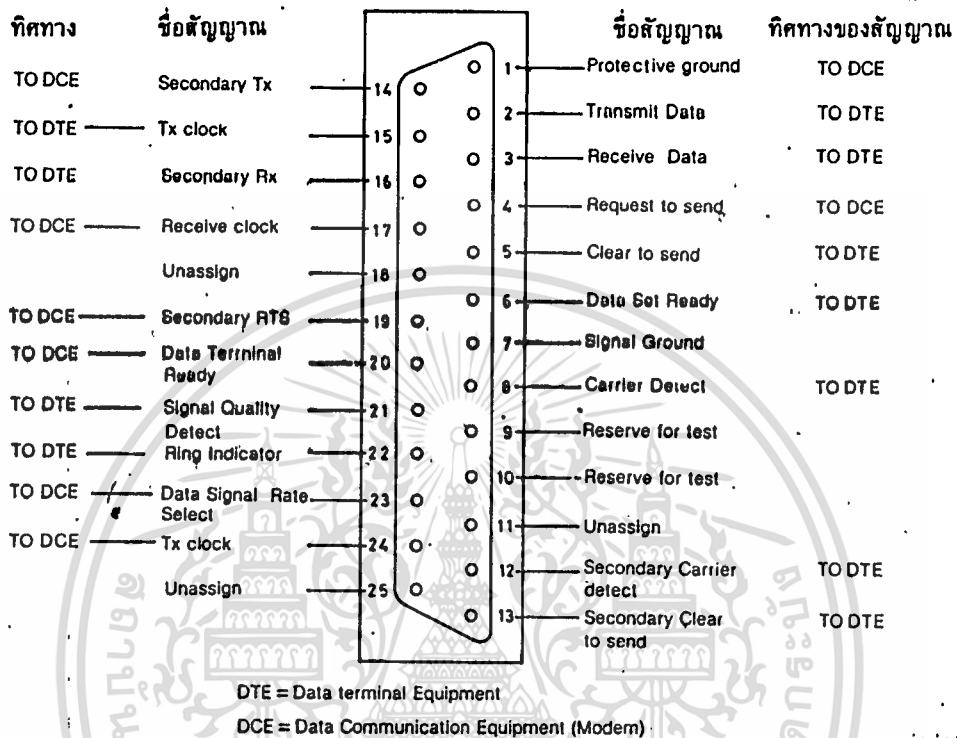 ทิศทาง ชื่อสัญญาณ ชื่อสัญญาณ ทิศทางของสัญญาณ
TO DCE Secondary Tx 14
TO DTE Tx clock 15
TO DTE Secondary Rx 16
TO DCE Receive clock 17
Unassign 18
TO DCE Secondary RTS 19
TO DCE Data Terminal 20
Ready
TO DTE Signal Quality 21
Detect
TO DTE Ring Indicator 22
TO DCE Data Signal Rate 23
Select
TO DCE Tx clock 24
Unassign 25
1 Protective ground TO DCE
2 Transmit Data TO DTE
3 Receive Data TO DTE
4 Request to send TO DCE
5 Clear to send TO DTE
6 Data Set Ready TO DTE
7 Signal Ground
8 Carrier Detect TO DTE
9 Reserve for test
10 Reserve for test
11 Unassign
12 Secondary Carrier TO DTE
detect
13 Secondary Clear TO DTE
to send
DTE = Data terminal Equipment
DCE = Data Communication Equipment (Modem)